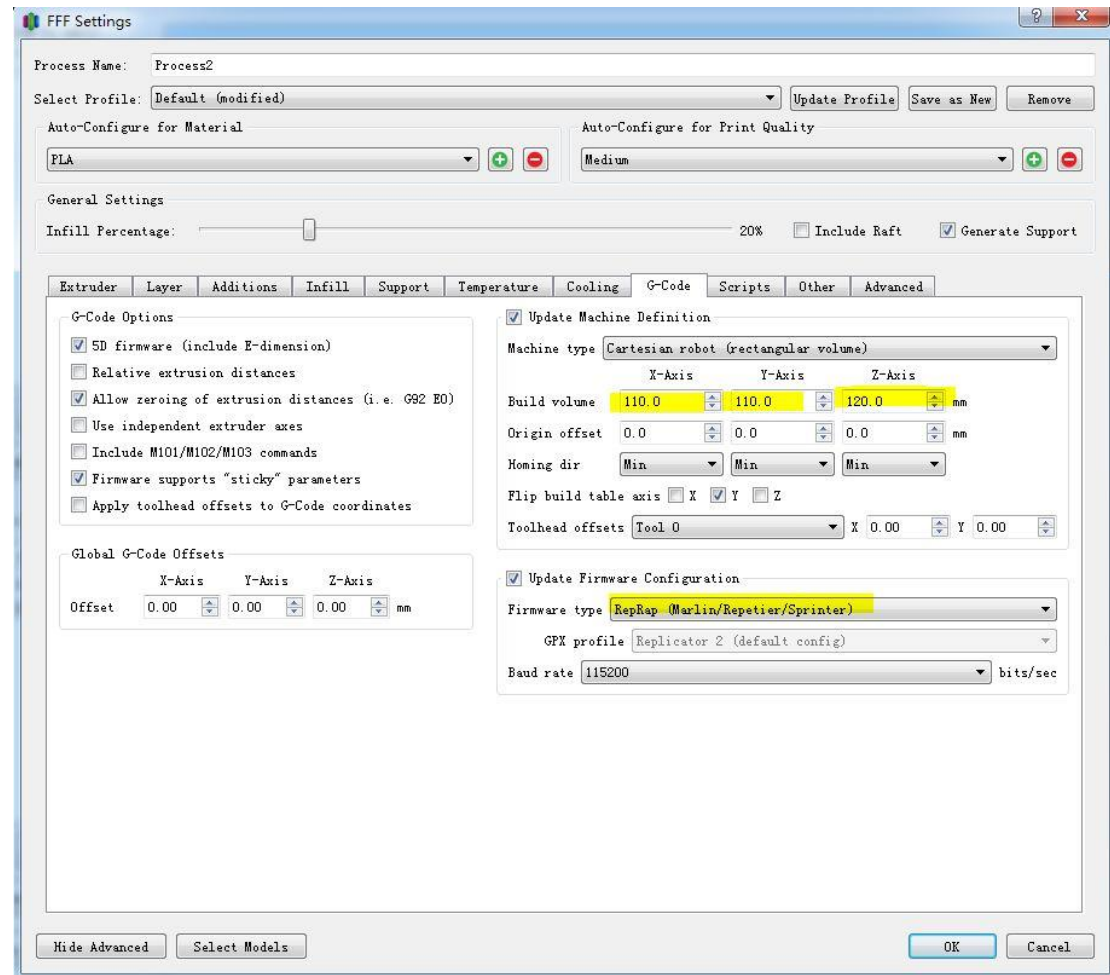 FFF Settings
Process Name: Process2
Select Profile: Default (modified) Update Profile Save as New Remove
Auto-Configure for Material Auto-Configure for Print Quality
PLA Medium
General Settings
Infill Percentage: 20% Include Raft Generate Support
Extruder Layer Additions Infill Support Temperature Cooling G-Code Scripts Other Advanced
G-Code Options
5D firmware (include E-dimension)
Relative extrusion distances
Allow zeroing of extrusion distances (i.e. G92 E0)
Use independent extruder axes
Include M101/M102/M103 commands
Firmware supports "sticky" parameters
Apply toolhead offsets to G-Code coordinates
Global G-Code Offsets
X-Axis Y-Axis Z-Axis
Offset 0.00 0.00 0.00 mm
Update Machine Definition
Machine type Cartesian robot (rectangular volume)
X-Axis Y-Axis Z-Axis
Build volume 110.0 110.0 120.0 mm
Origin offset 0.0 0.0 0.0 mm
Homing dir Min Min Min
Flip build table axis X Y Z
Toolhead offsets Tool 0 X 0.00 Y 0.00
Update Firmware Configuration
Firmware type RepRap (Marlin/Repetier/Sprinter)
GPX profile Replicator 2 (default config)
Baud rate 115200 bits/sec
Hide Advanced Select Models OK Cancel